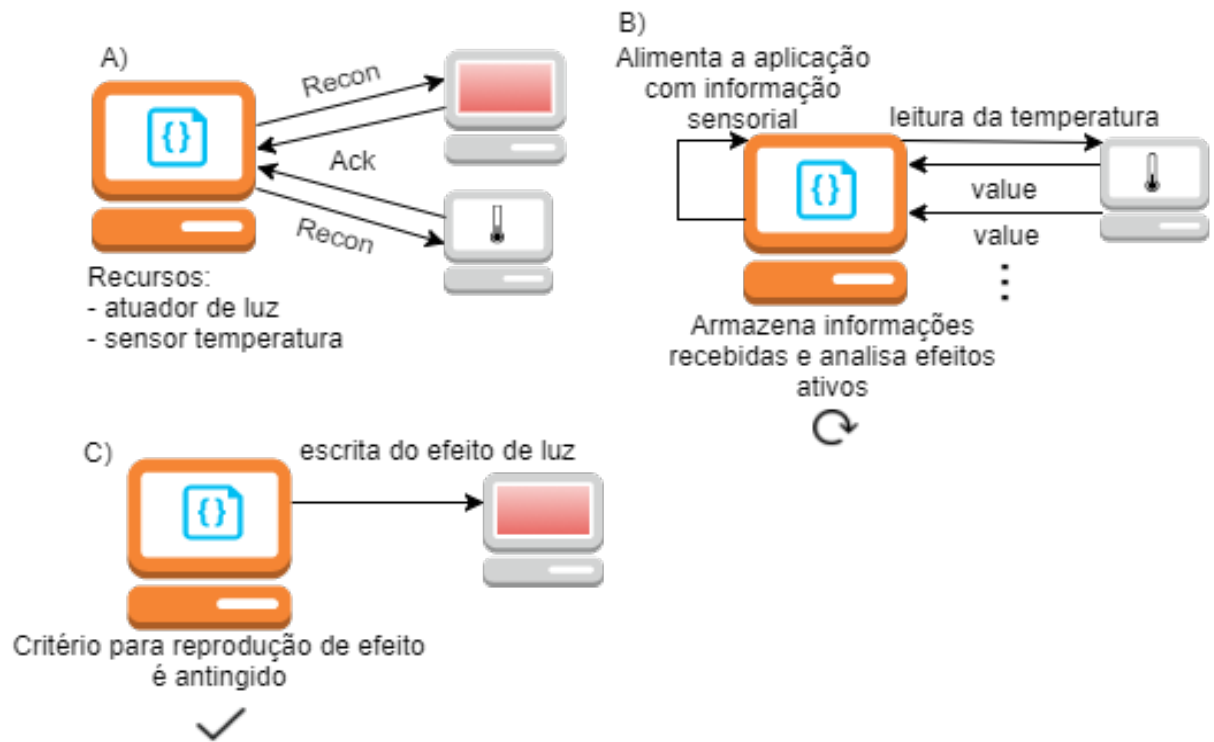 A)
Recon
Ack
Recon
Recursos:
- atuador de luz
- sensor temperatura
B)
Alimenta a aplicação
com informação
sensorial
leitura da temperatura
{}
value
value
Armazena informações
recebidas e analisa efeitos
ativos
C)
escrita do efeito de luz
{}
Critério para reprodução de efeito
é antingido